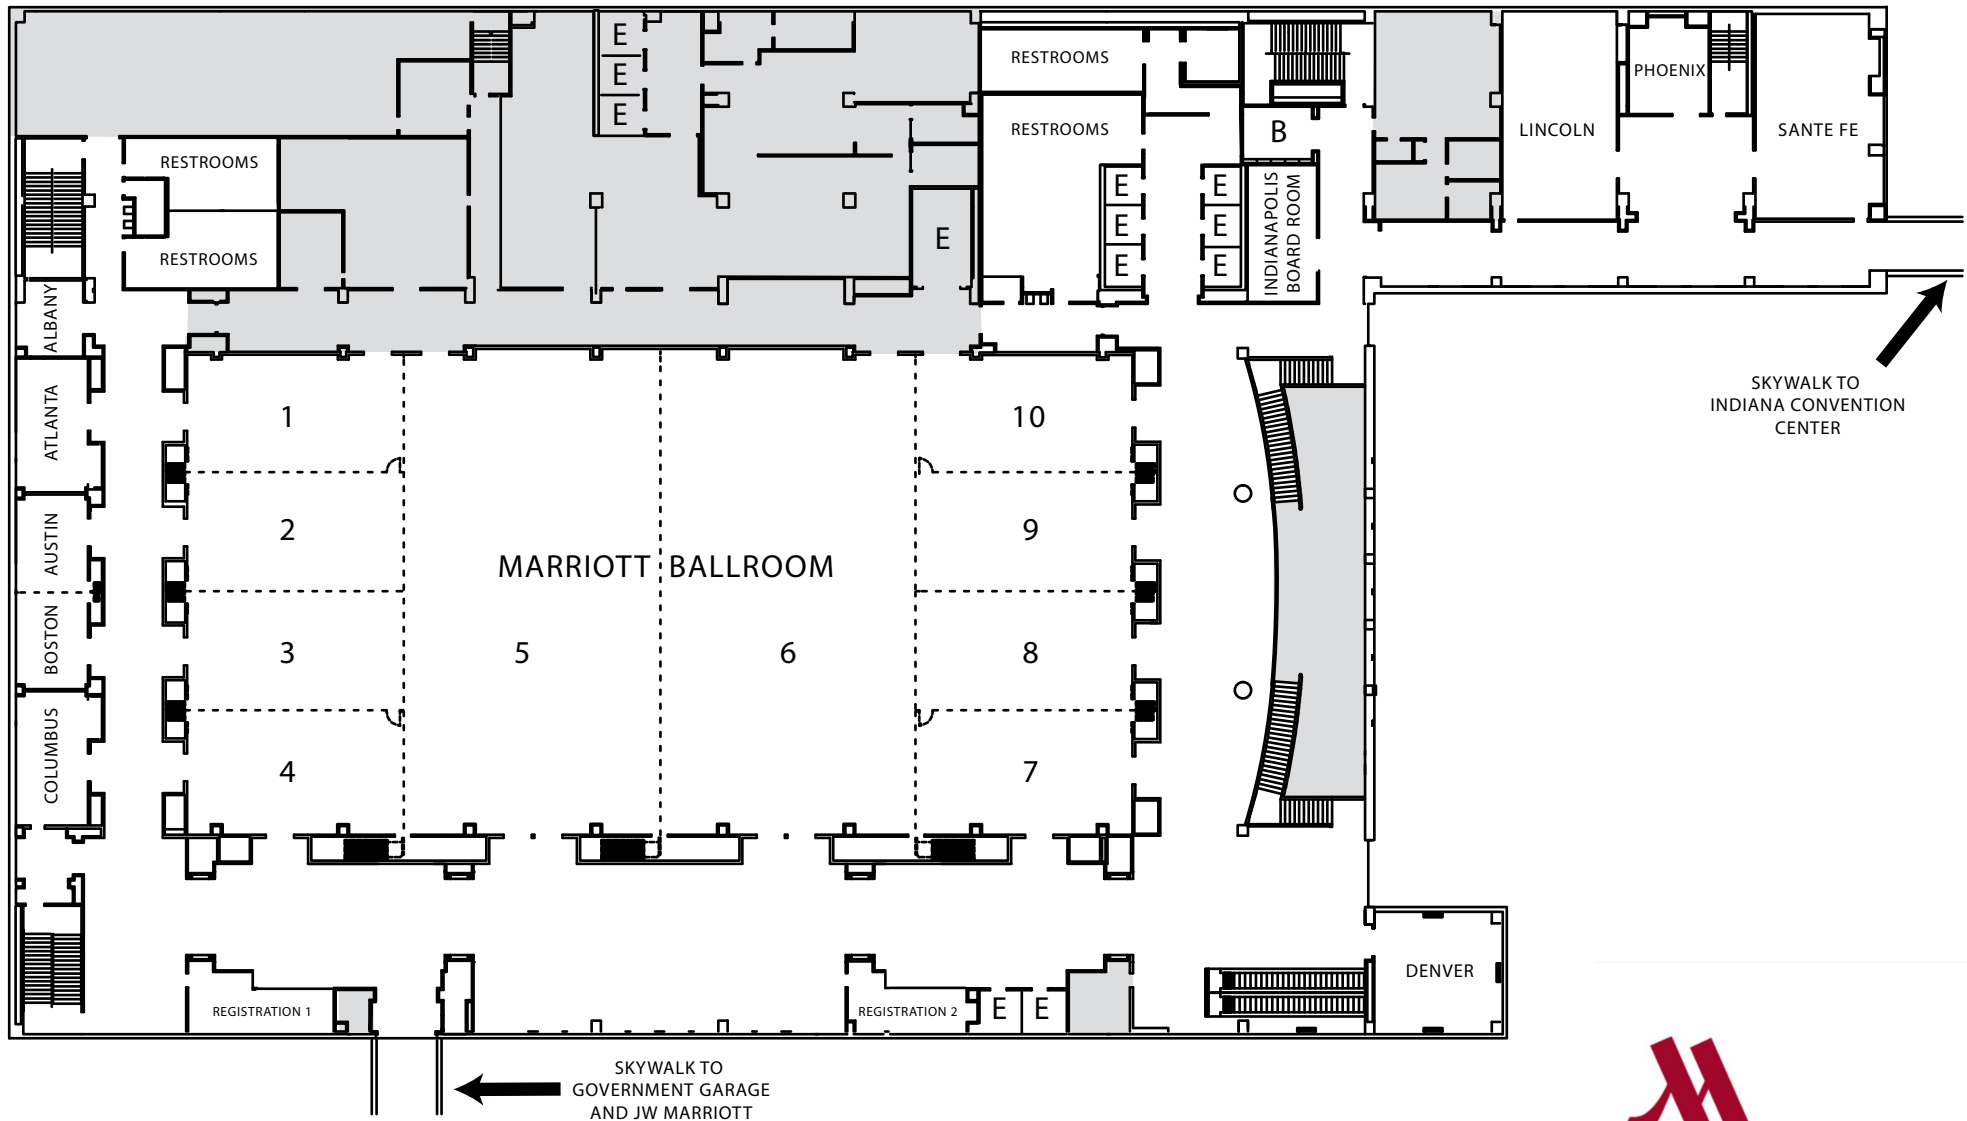 E
E
E
RESTROOMS
RESTROOMS
PHOENIX
LINCOLN
SANTE FE
B
RESTROOMS
RESTROOMS
E
E
E
E
E
E
E
INDIANAPOLIS
BOARD ROOM
ALBANY
ATLANTA
AUSTIN
BOSTON
COLUMBUS
SKYWALK TO
INDIANA CONVENTION
CENTER
1
10
2
9
MARRIOTT BALLROOM
3
5
6
8
4
7
DENVER
REGISTRATION 1
REGISTRATION 2
E
E
SKYWALK TO
GOVERNMENT GARAGE
AND JW MARRIOTT